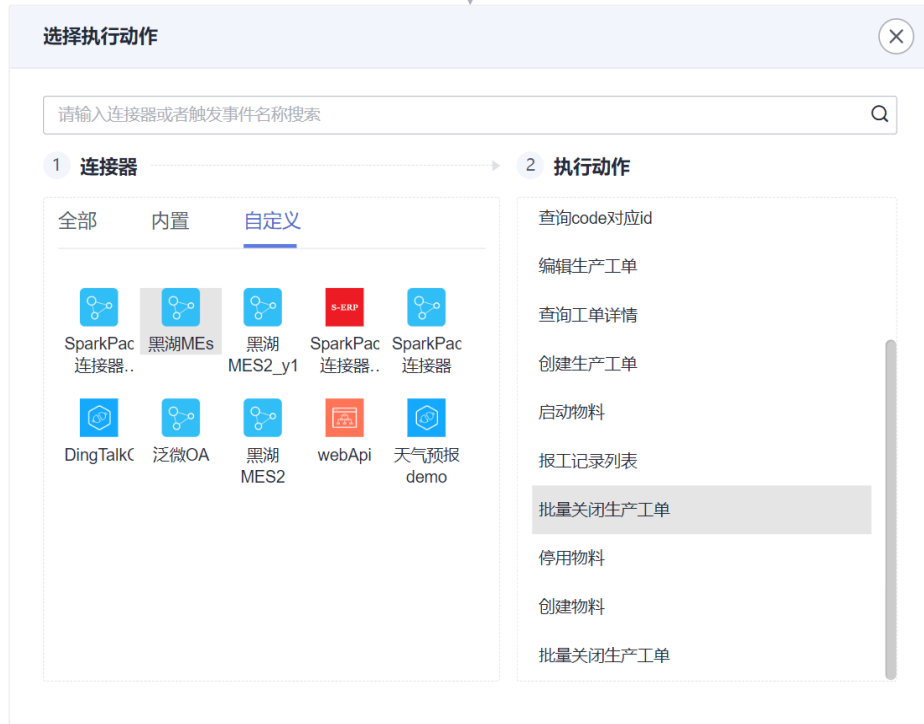 选择执行动作
请输入连接器或者触发事件名称搜索
1 连接器
2 执行动作
全部 内置 自定义
SparkPac
连接器..
黑湖MEs
黑湖
MES2_y1
S-ERP
SparkPac
连接器..
SparkPac
连接器
DingTalkC
泛微OA
黑湖
MES2
webApi
天气预报
demo
查询code对应id
编辑生产工单
查询工单详情
创建生产工单
启动物料
报工记录列表
批量关闭生产工单
停用物料
创建物料
批量关闭生产工单